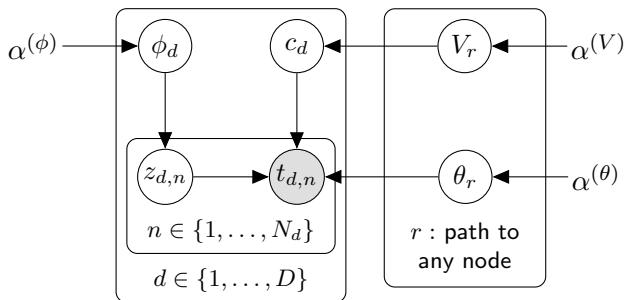 α^(ϕ) ϕ_d c_d V_r α^(V)
z_{d,n} t_{d,n} θ_r α^(θ)
n ∈ {1, . . . , N_d}
r : path to
any node
d ∈ {1, . . . , D}